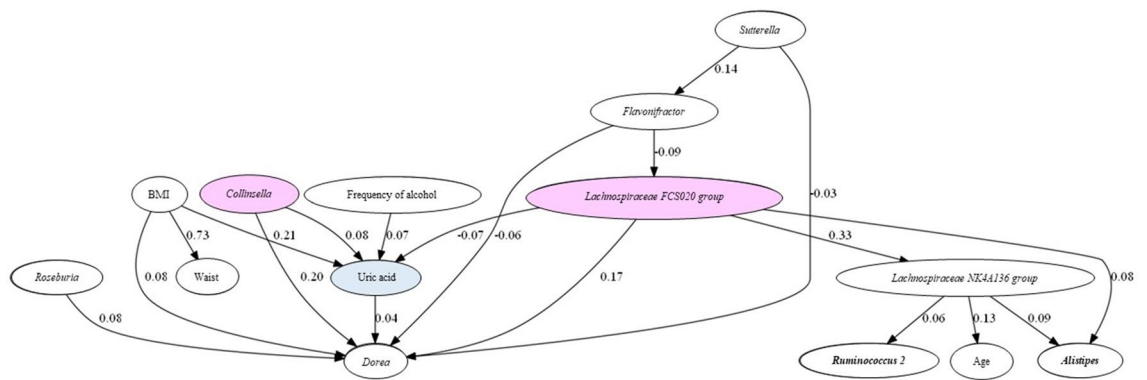 Sutterella
0.14
Flavonifractor
-0.09
-0.03
BMI
Collinsella
Frequency of alcohol
Lachnospiraceae FCS020 group
0.73
0.21
0.08
0.07
-0.07
-0.06
0.33
Roseburia
Waist
Uric acid
Lachnospiraceae NK4A136 group
0.08
0.20
0.17
0.08
0.08
0.04
0.06
0.13
0.09
Dorea
Ruminococcus 2
Age
Alistipes